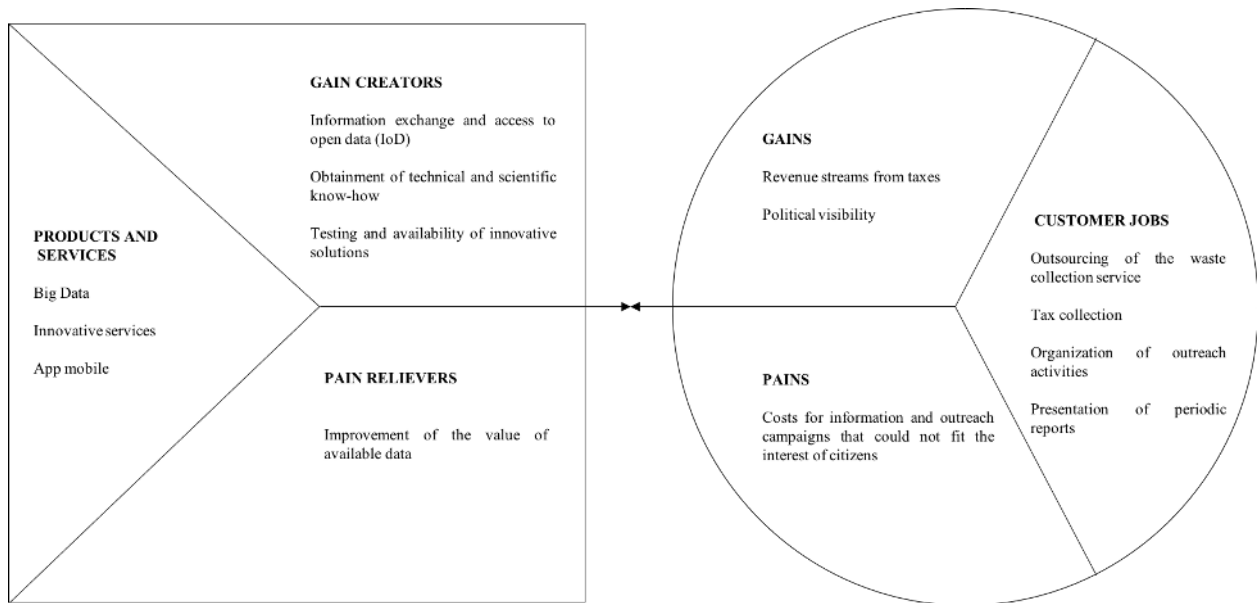 PRODUCTS AND
SERVICES
Big Data
Innovative services
App mobile
GAIN CREATORS
Information exchange and access to
open data (IoD)
Obtainment of technical and scientific
know-how
Testing and availability of innovative
solutions
PAIN RELIEVERS
Improvement of the value of
available data
GAINS
Revenue streams from taxes
Political visibility
PAINS
Costs for information and outreach
campaigns that could not fit the
interest of citizens
CUSTOMER JOBS
Outsourcing of the waste
collection service
Tax collection
Organization of outreach
activities
Presentation of periodic
reports